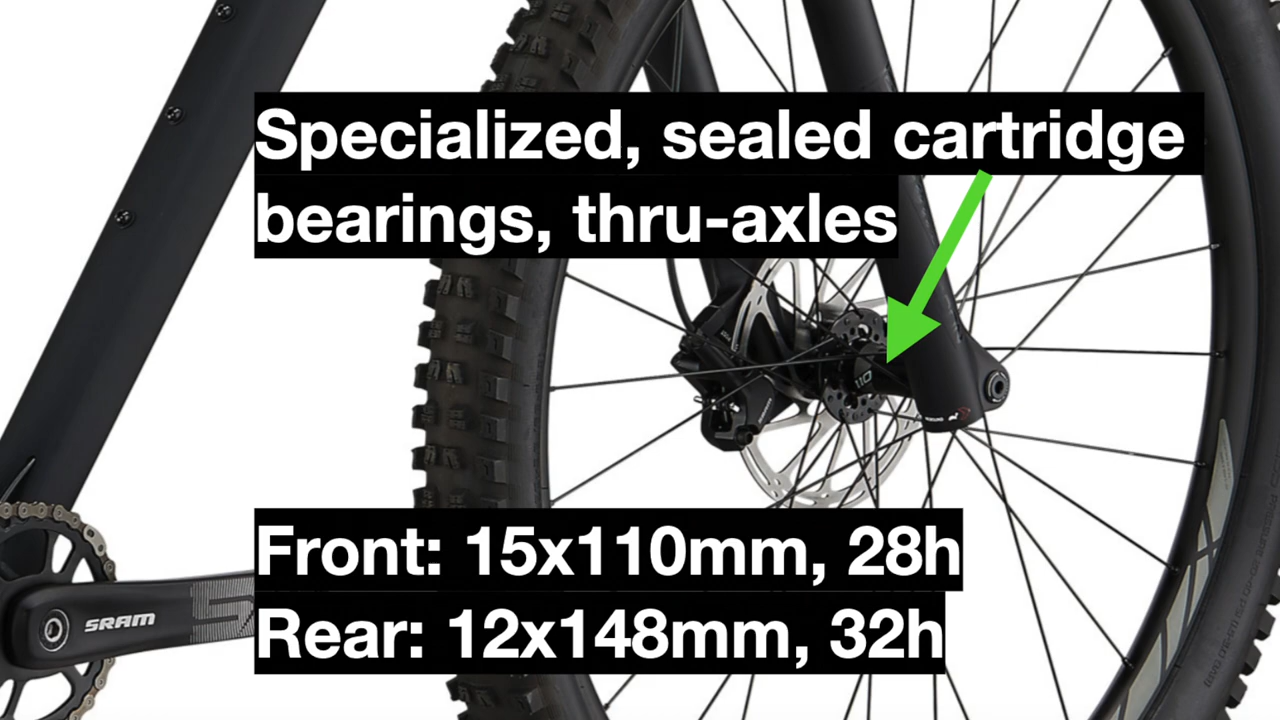 Specialized, sealed cartridge
bearings, thru-axles
110
Front: 15x110mm, 28h
Rear: 12x148mm, 32h
SRAM